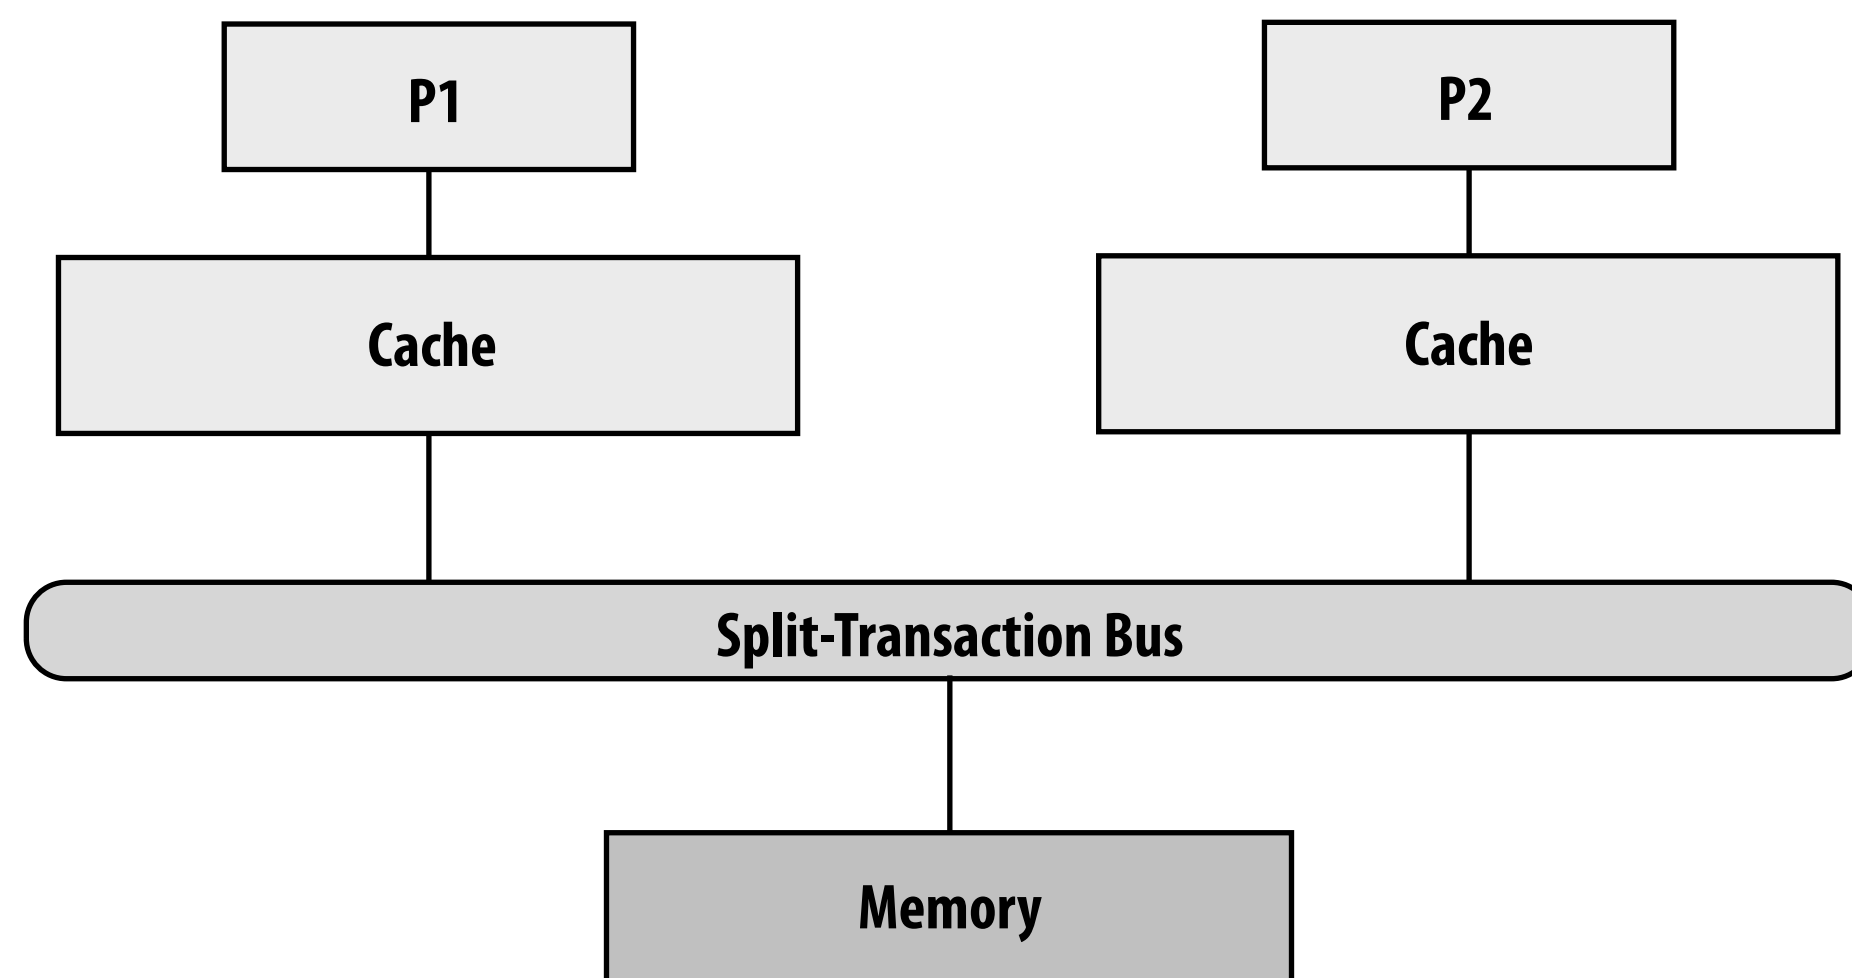 P1
P2
Cache
Cache
Split-Transaction Bus
Memory